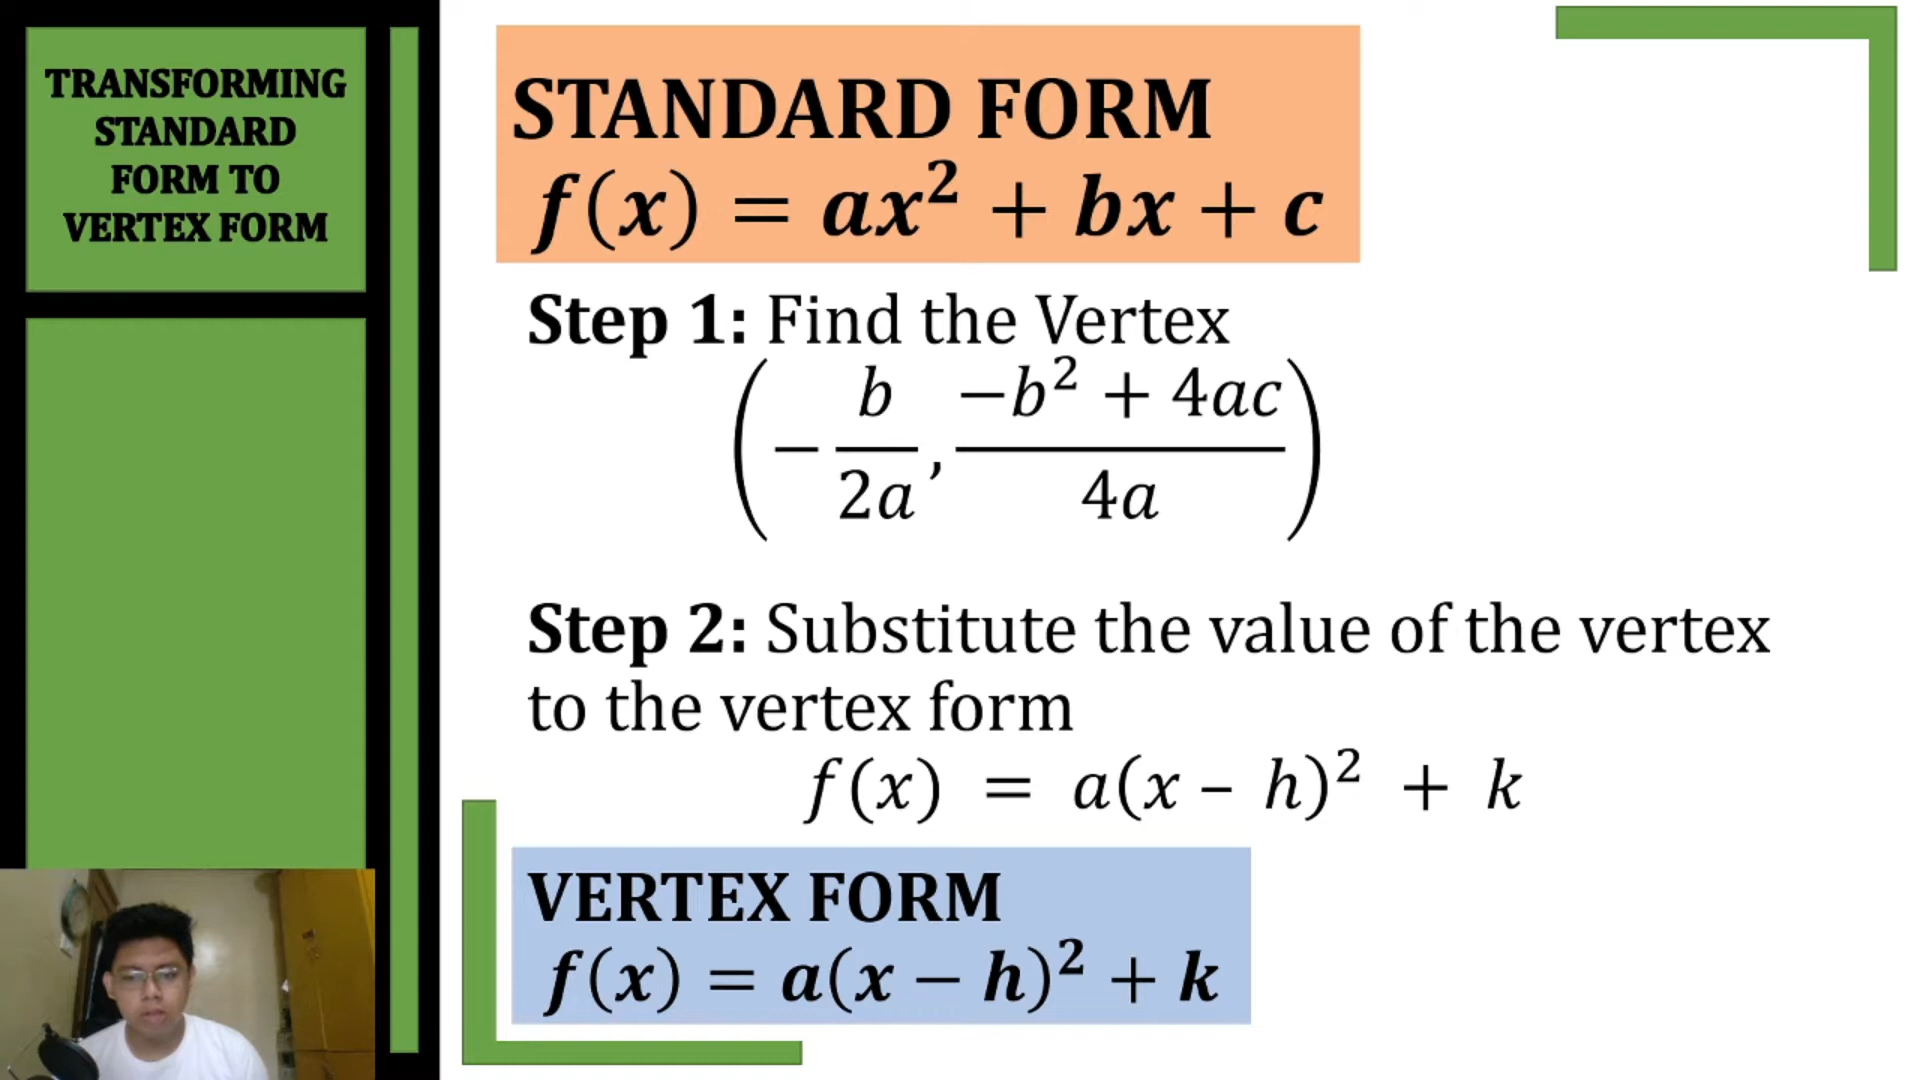 TRANSFORMING
STANDARD
FORM TO
VERTEX FORM
STANDARD FORM
f(x) = ax² + bx + c
Step 1: Find the Vertex
(−b/2a, (−b² + 4ac)/4a)
Step 2: Substitute the value of the vertex
to the vertex form
f(x) = a(x – h)² + k
VERTEX FORM
f(x) = a(x − h)² + k